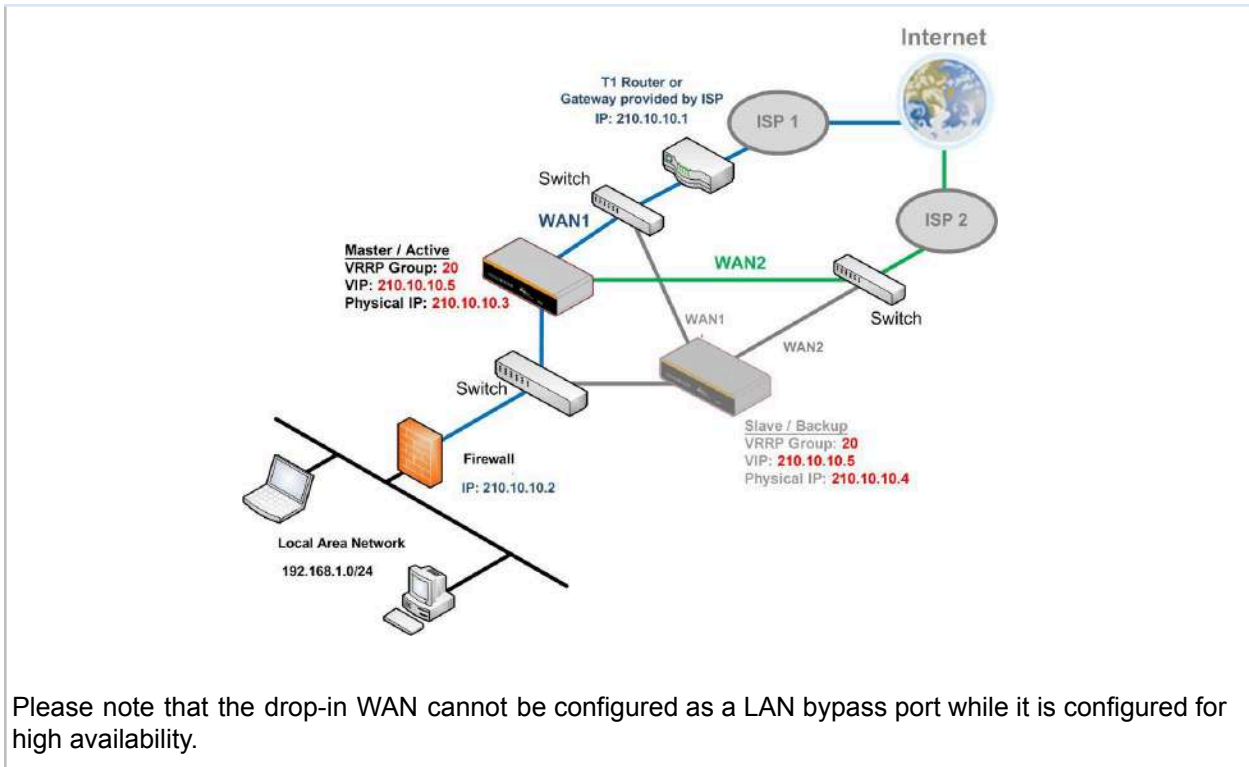 Internet
T1 Router or
Gateway provided by ISP
IP: 210.10.10.1
ISP 1
Switch
WAN1
ISP 2
Master / Active
VRRP Group: 20
VIP: 210.10.10.5
Physical IP: 210.10.10.3
WAN2
Switch
WAN1
WAN2
Switch
Slave / Backup
VRRP Group: 20
VIP: 210.10.10.5
Physical IP: 210.10.10.4
Firewall
IP: 210.10.10.2
Local Area Network
192.168.1.0/24
Please note that the drop-in WAN cannot be configured as a LAN bypass port while it is configured for
high availability.